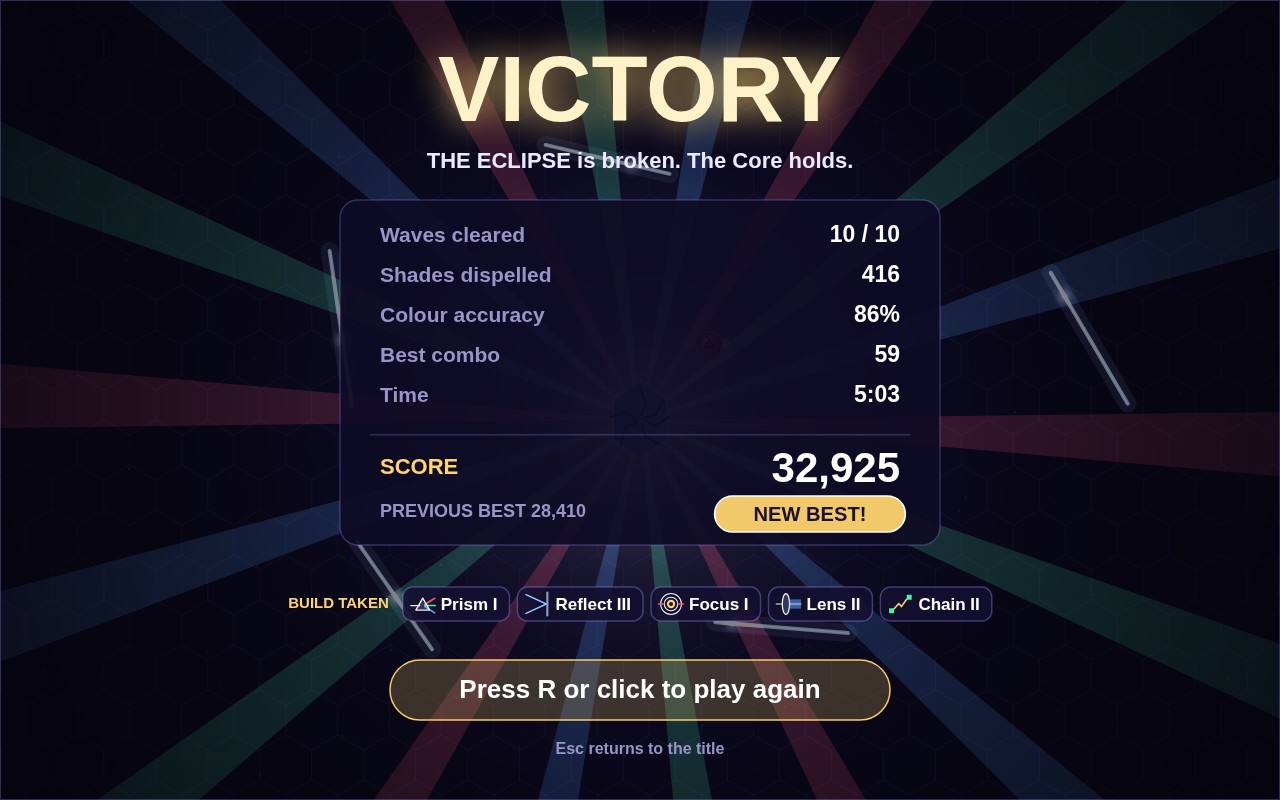 VICTORY
THE ECLIPSE is broken. The Core holds.
Waves cleared 10 / 10
Shades dispelled 416
Colour accuracy 86%
Best combo 59
Time 5:03
SCORE 32,925
PREVIOUS BEST 28,410 NEW BEST!
BUILD TAKEN Prism I Reflect III Focus I Lens II Chain II
Press R or click to play again
Esc returns to the title